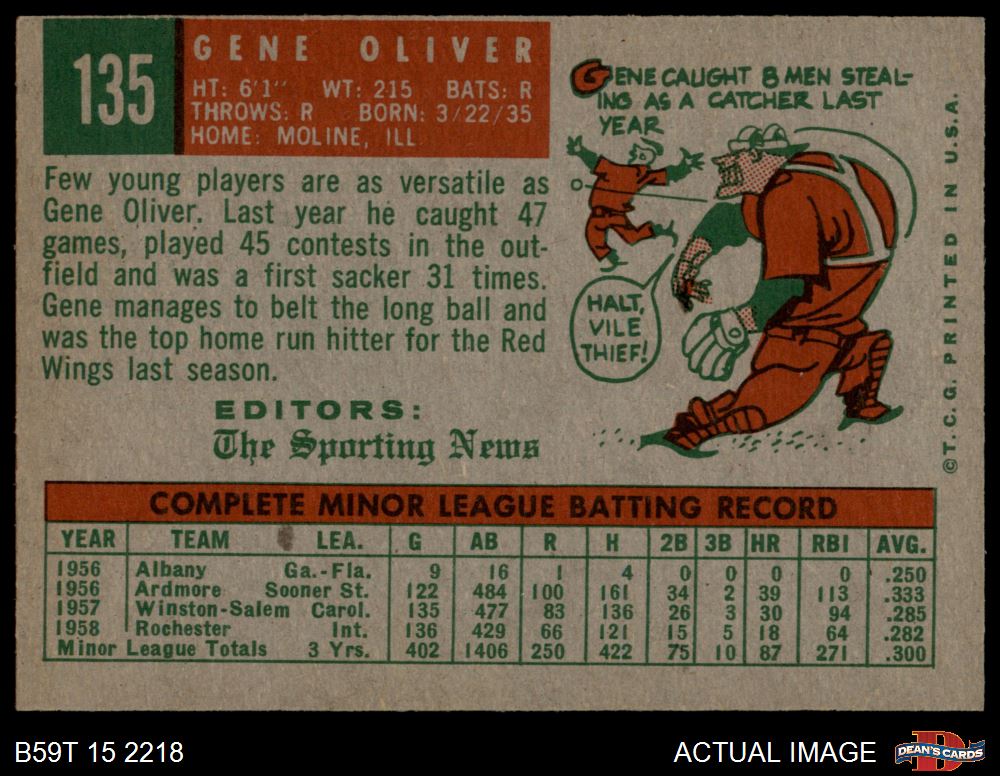 135
GENE OLIVER
HT: 6'1" WT: 215 BATS: R
THROWS: R BORN: 3/22/35
HOME: MOLINE, ILL
Few young players are as versatile as
Gene Oliver. Last year he caught 47
games, played 45 contests in the out-
field and was a first sacker 31 times.
Gene manages to belt the long ball and
was the top home run hitter for the Red
Wings last season.
EDITORS:
The Sporting News
GENE CAUGHT 8 MEN STEAL-
ING AS A CATCHER LAST
YEAR
HALT,
VILE
THIEF!
©T.C.G. PRINTED IN U.S.A.
COMPLETE MINOR LEAGUE BATTING RECORD
YEAR TEAM LEA. G AB R H 2B 3B HR RBI AVG.
1956 Albany Ga.-Fla. 9 16 1 4 0 0 0 0 .250
1956 Ardmore Sooner St. 122 484 100 161 34 2 39 113 .333
1957 Winston-Salem Carol. 135 477 83 136 26 3 30 94 .285
1958 Rochester Int. 136 429 66 121 15 5 18 64 .282
Minor League Totals 3 Yrs. 402 1406 250 422 75 10 87 271 .300
B59T 15 2218
ACTUAL IMAGE
DEAN'S CARDS